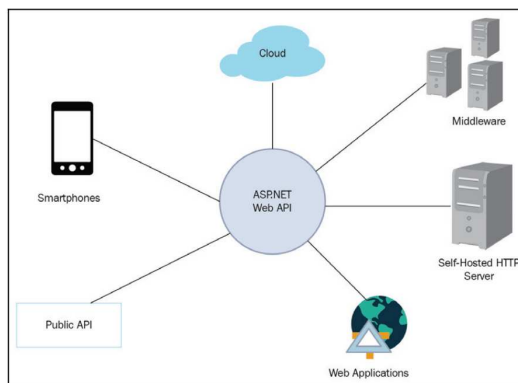 Cloud
Middleware
Smartphones
ASP.NET
Web API
Self-Hosted HTTP
Server
Public API
Web Applications